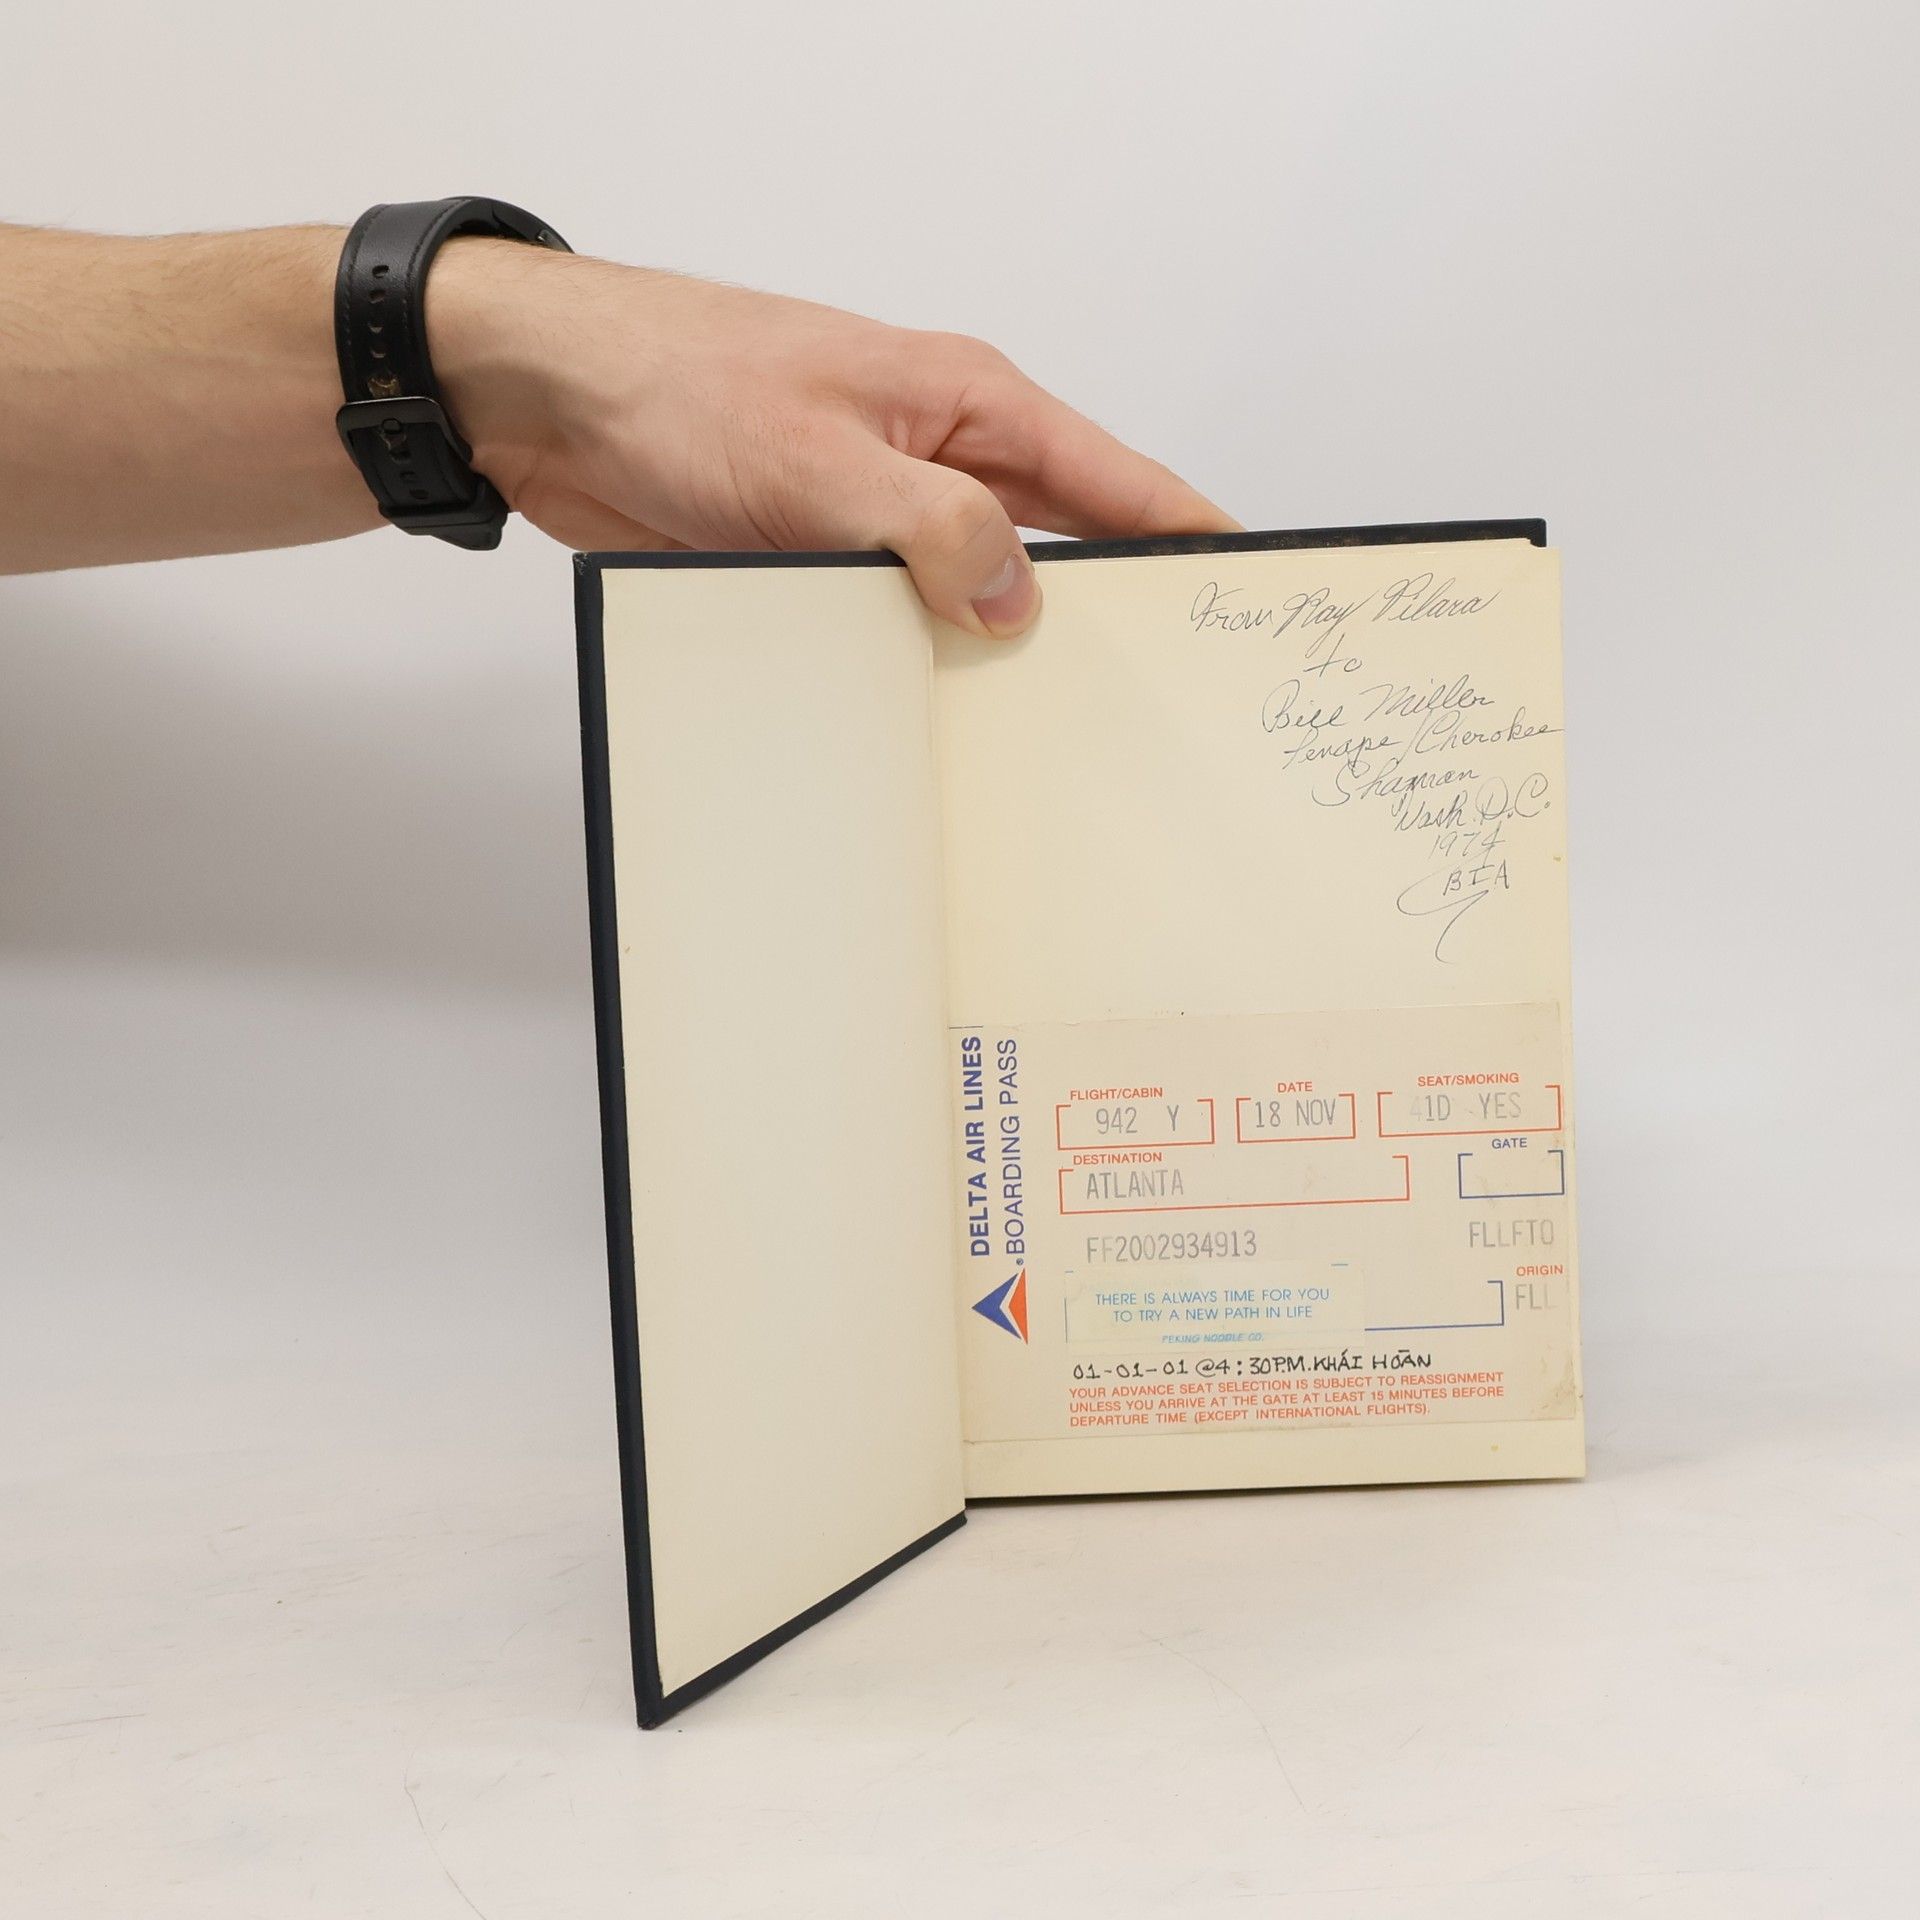 From Ray Pilara
to
Bill Miller
Lenape/Cherokee
Shaman
Wash. D.C.
1974
BIA
DELTA AIR LINES
BOARDING PASS
FLIGHT/CABIN DATE SEAT/SMOKING
942 Y 18 NOV 41D YES
DESTINATION GATE
ATLANTA
FF2002934913 FLLFTO
ORIGIN
FLL
THERE IS ALWAYS TIME FOR YOU
TO TRY A NEW PATH IN LIFE
PEKING NOODLE CO.
01-01-01 @4:30P.M. KHÁI HOÃN
YOUR ADVANCE SEAT SELECTION IS SUBJECT TO REASSIGNMENT
UNLESS YOU ARRIVE AT THE GATE AT LEAST 15 MINUTES BEFORE
DEPARTURE TIME (EXCEPT INTERNATIONAL FLIGHTS).